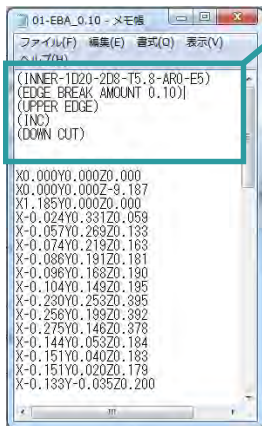 01-EBA_0.10 - メモ帳
ファイル(F) 編集(E) 書式(O) 表示(V)
ヘルプ(H)
(INNER-1D20-2D8-T5.8-AR0-E5)
(EDGE BREAK AMOUNT 0.10)
(UPPER EDGE)
(INC)
(DOWN CUT)
X0.000Y0.000Z0.000
X0.000Y0.000Z-9.187
X1.185Y0.000Z0.000
X-0.024Y0.331Z0.059
X-0.057Y0.269Z0.133
X-0.074Y0.219Z0.163
X-0.086Y0.191Z0.181
X-0.096Y0.168Z0.190
X-0.104Y0.149Z0.195
X-0.230Y0.253Z0.395
X-0.256Y0.199Z0.392
X-0.275Y0.146Z0.378
X-0.144Y0.053Z0.184
X-0.151Y0.040Z0.183
X-0.151Y0.020Z0.179
X-0.133Y-0.035Z0.200